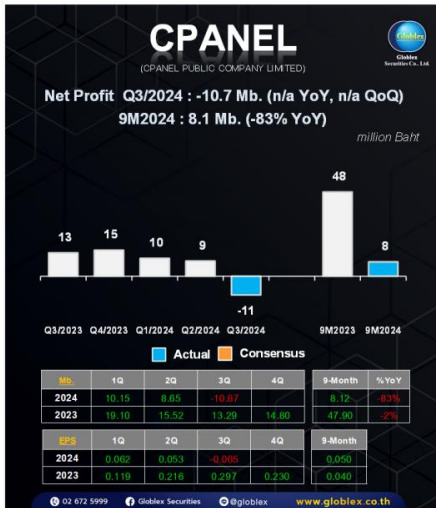 CPANEL
(CPANEL PUBLIC COMPANY LIMITED)
Globlex
Globlex
Securities Co., Ltd.
Net Profit Q3/2024 : -10.7 Mb. (n/a YoY, n/a QoQ)
9M2024 : 8.1 Mb. (-83% YoY)
million Baht
13
15
10
9
-11
48
8
Q3/2023 Q4/2023 Q1/2024 Q2/2024 Q3/2024 9M2023 9M2024
Actual Consensus
Mb. 1Q 2Q 3Q 4Q 9-Month %YoY
2024 10.15 8.65 -10.67 8.12 -83%
2023 19.10 15.52 13.29 14.80 47.90 -2%
EPS 1Q 2Q 3Q 4Q 9-Month
2024 0.062 0.053 -0.065 0.050
2023 0.119 0.216 0.297 0.230 0.040
02 672 5999 Globlex Securities @globlex www.globlex.co.th